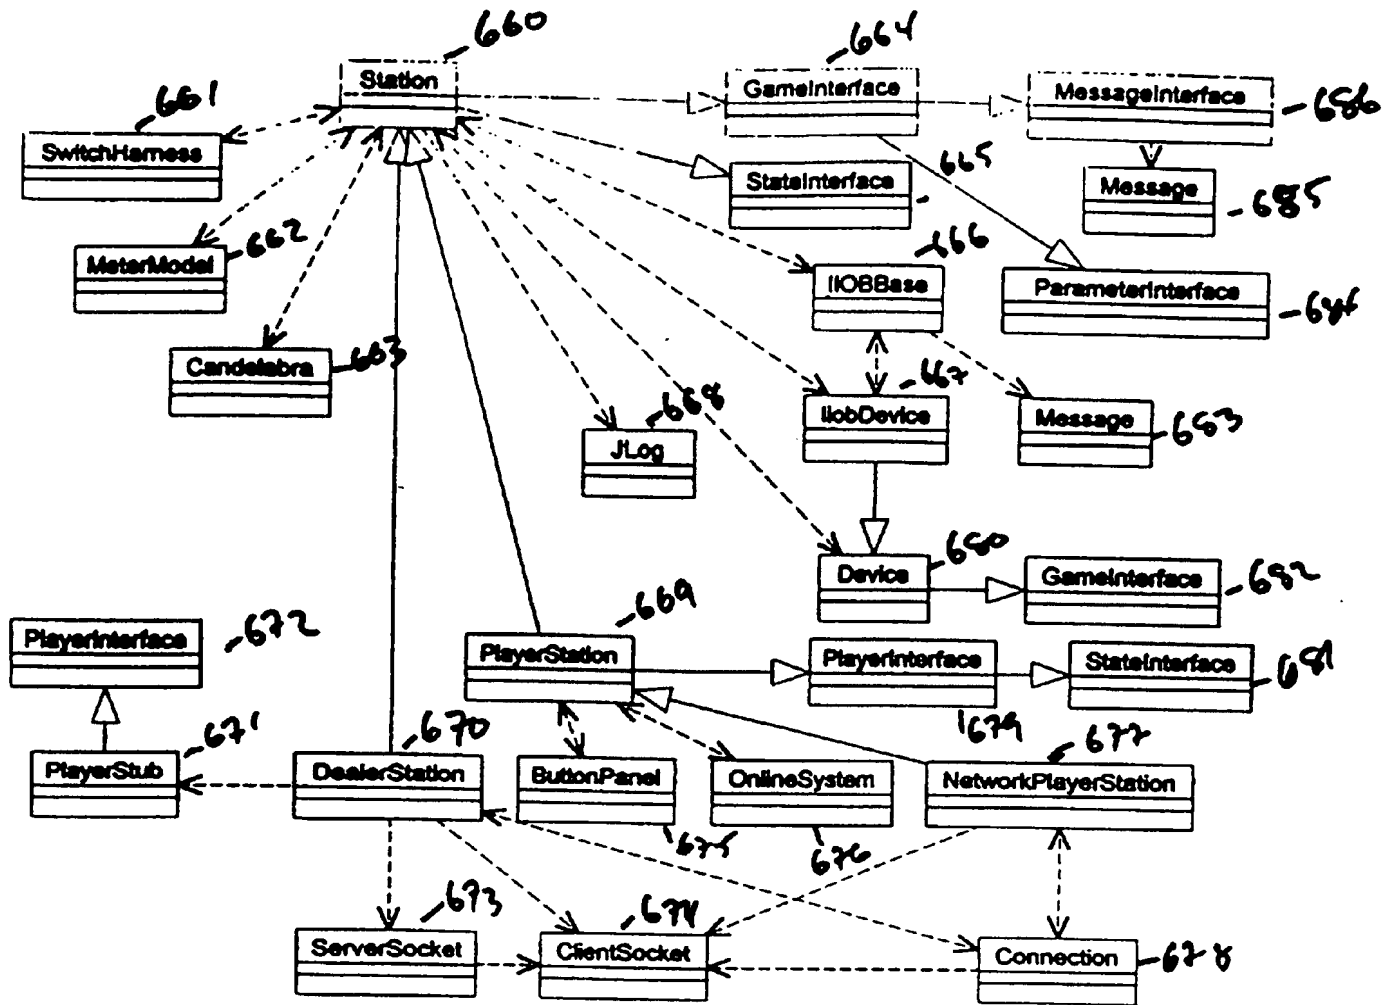 660
664
Station
GameInterface
MessageInterface
686
661
SwitchHarness
StateInterface
665
Message
685
662
MeterModel
666
IIOBBase
ParameterInterface
663
Candelabra
667
668
IIobDevice
Message
683
JLog
680
Device
GameInterface
682
669
672
PlayerInterface
PlayerStation
PlayerInterface
StateInterface
681
679
671
670
677
PlayerStub
DealerStation
ButtonPanel
OnlineSystem
NetworkPlayerStation
675
676
673
674
ServerSocket
ClientSocket
Connection
678